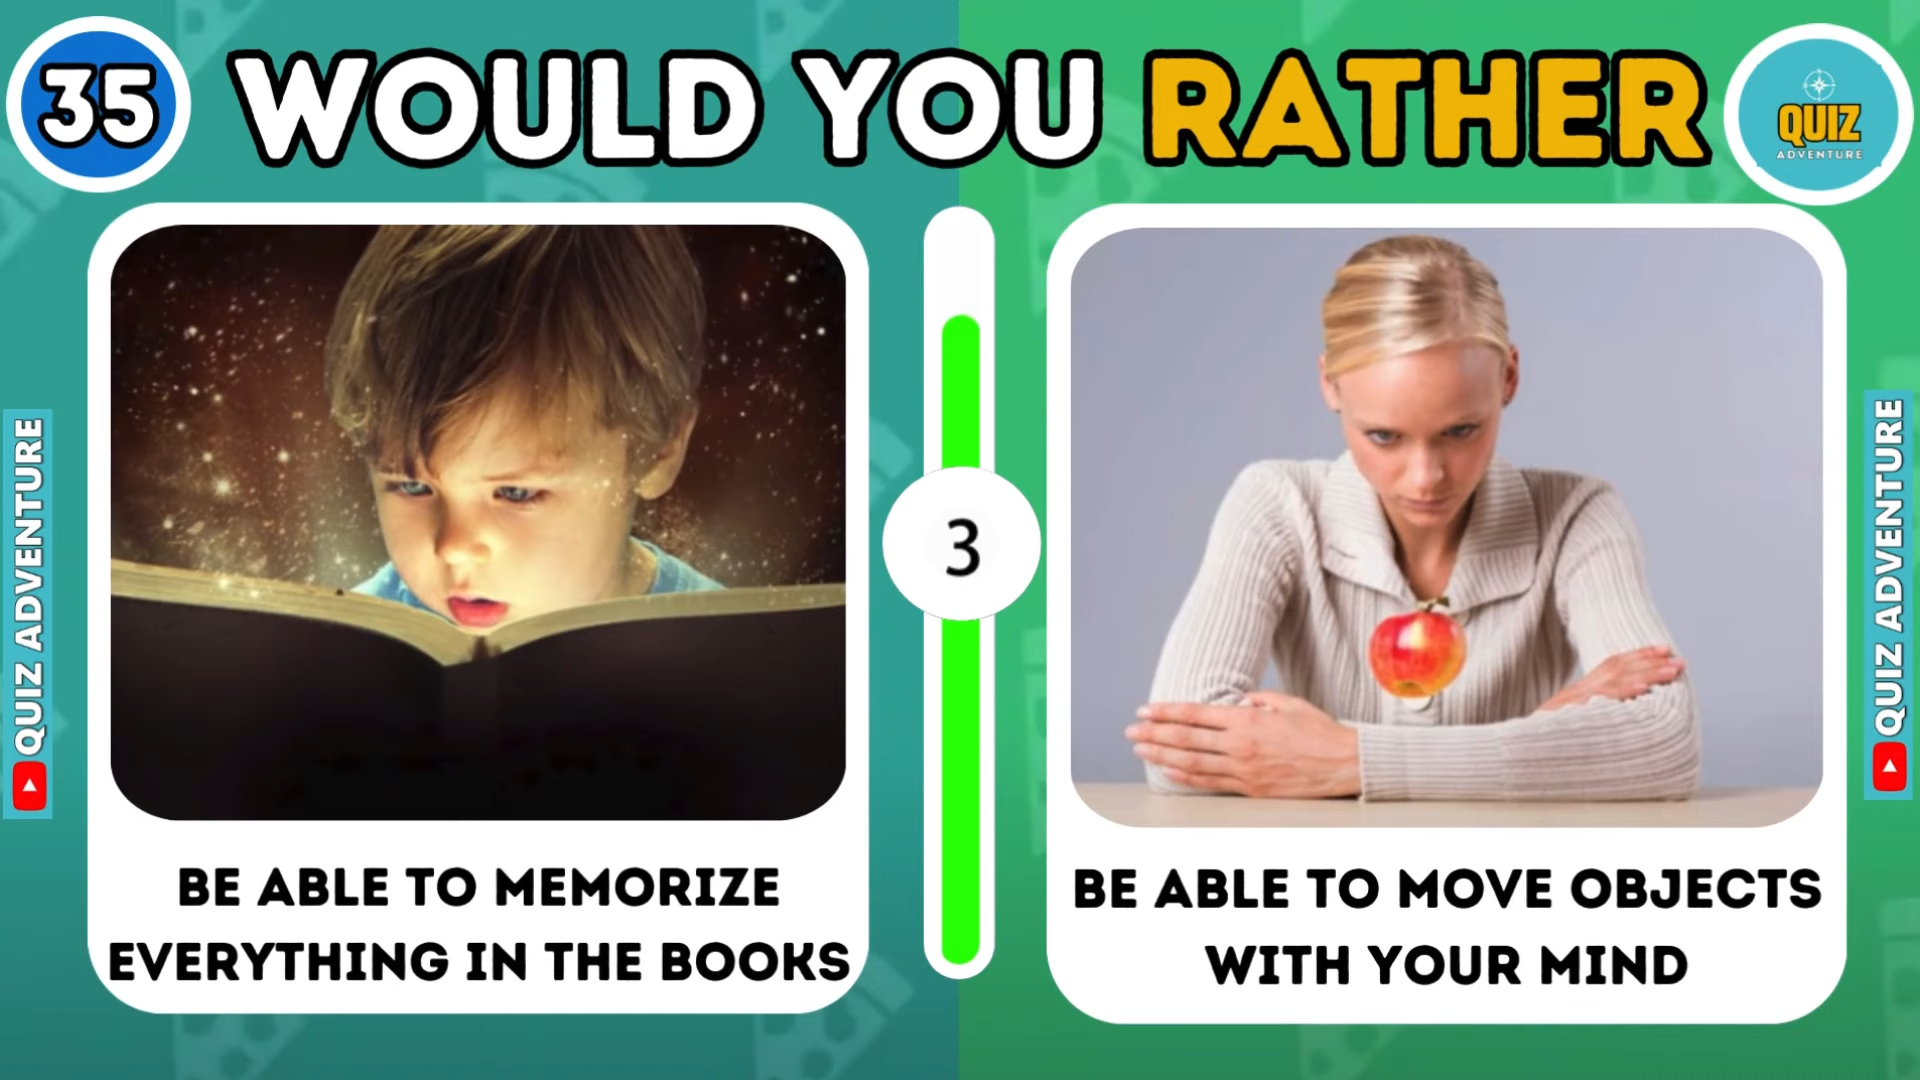 35
WOULD YOU RATHER
QUIZ
ADVENTURE
3
BE ABLE TO MEMORIZE
EVERYTHING IN THE BOOKS
BE ABLE TO MOVE OBJECTS
WITH YOUR MIND
QUIZ ADVENTURE
QUIZ ADVENTURE